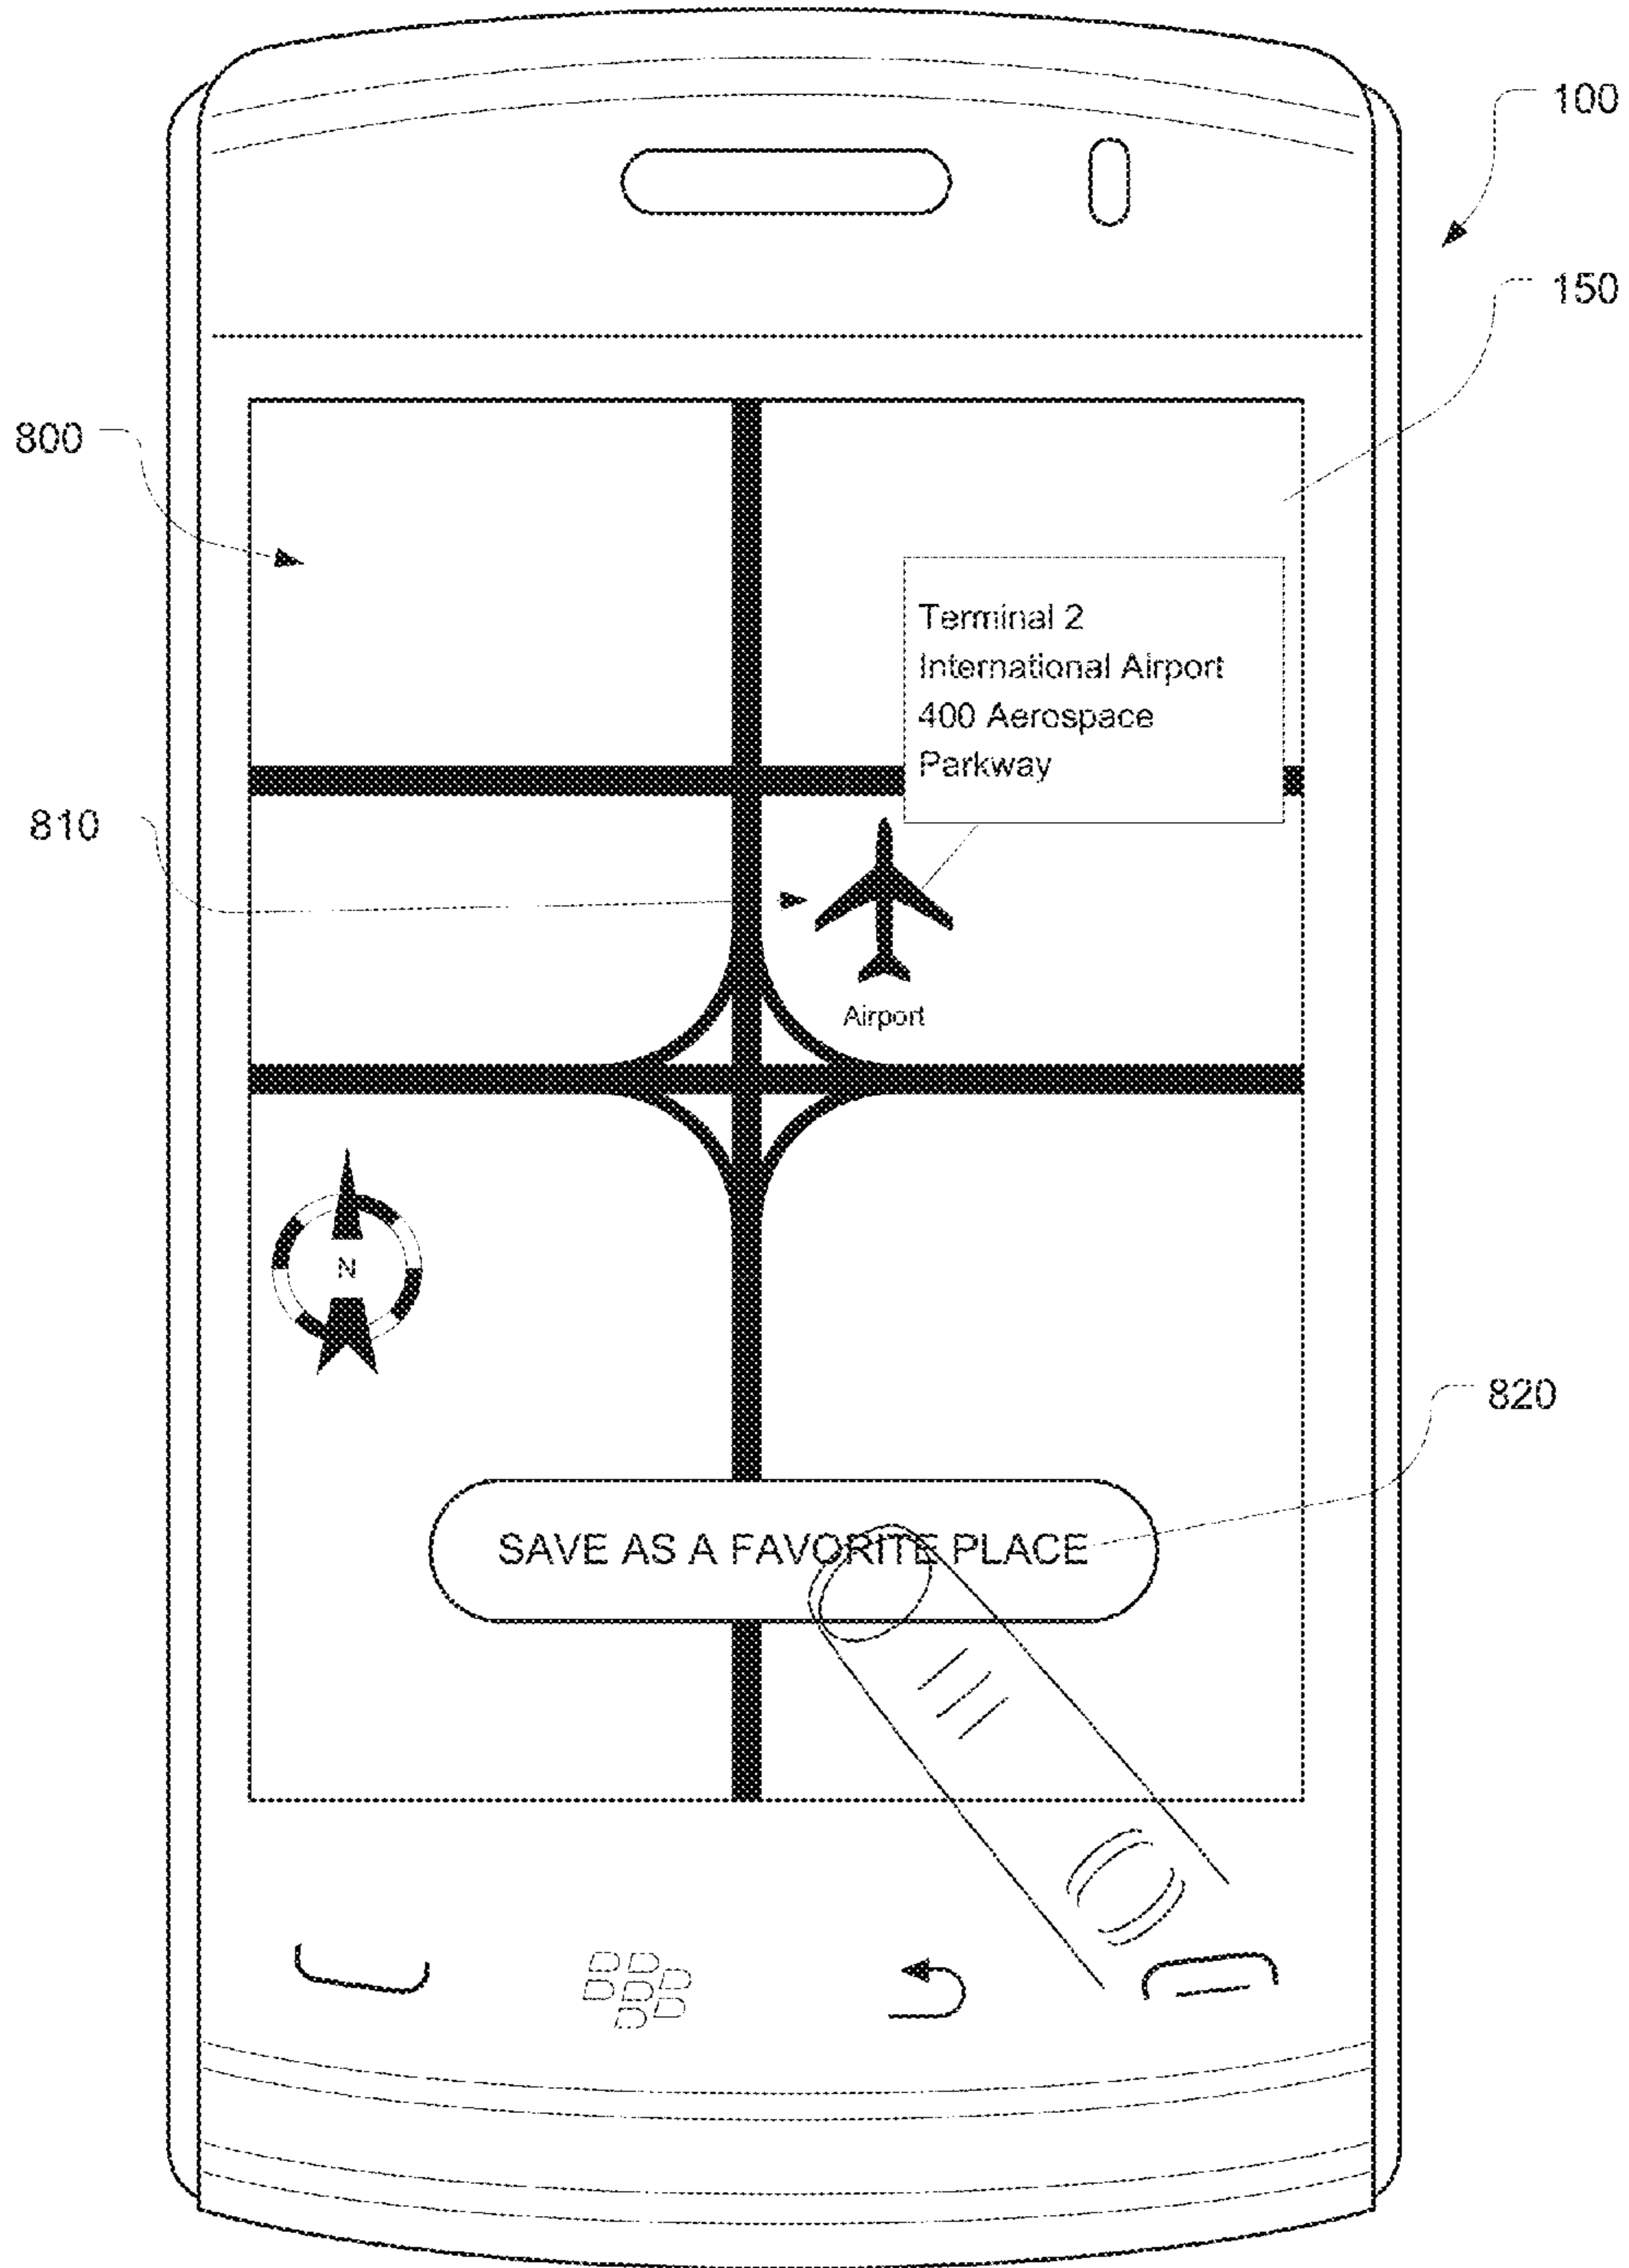 100
150
800
Terminal 2
International Airport
400 Aerospace
Parkway
810
Airport
N
820
SAVE AS A FAVORITE PLACE